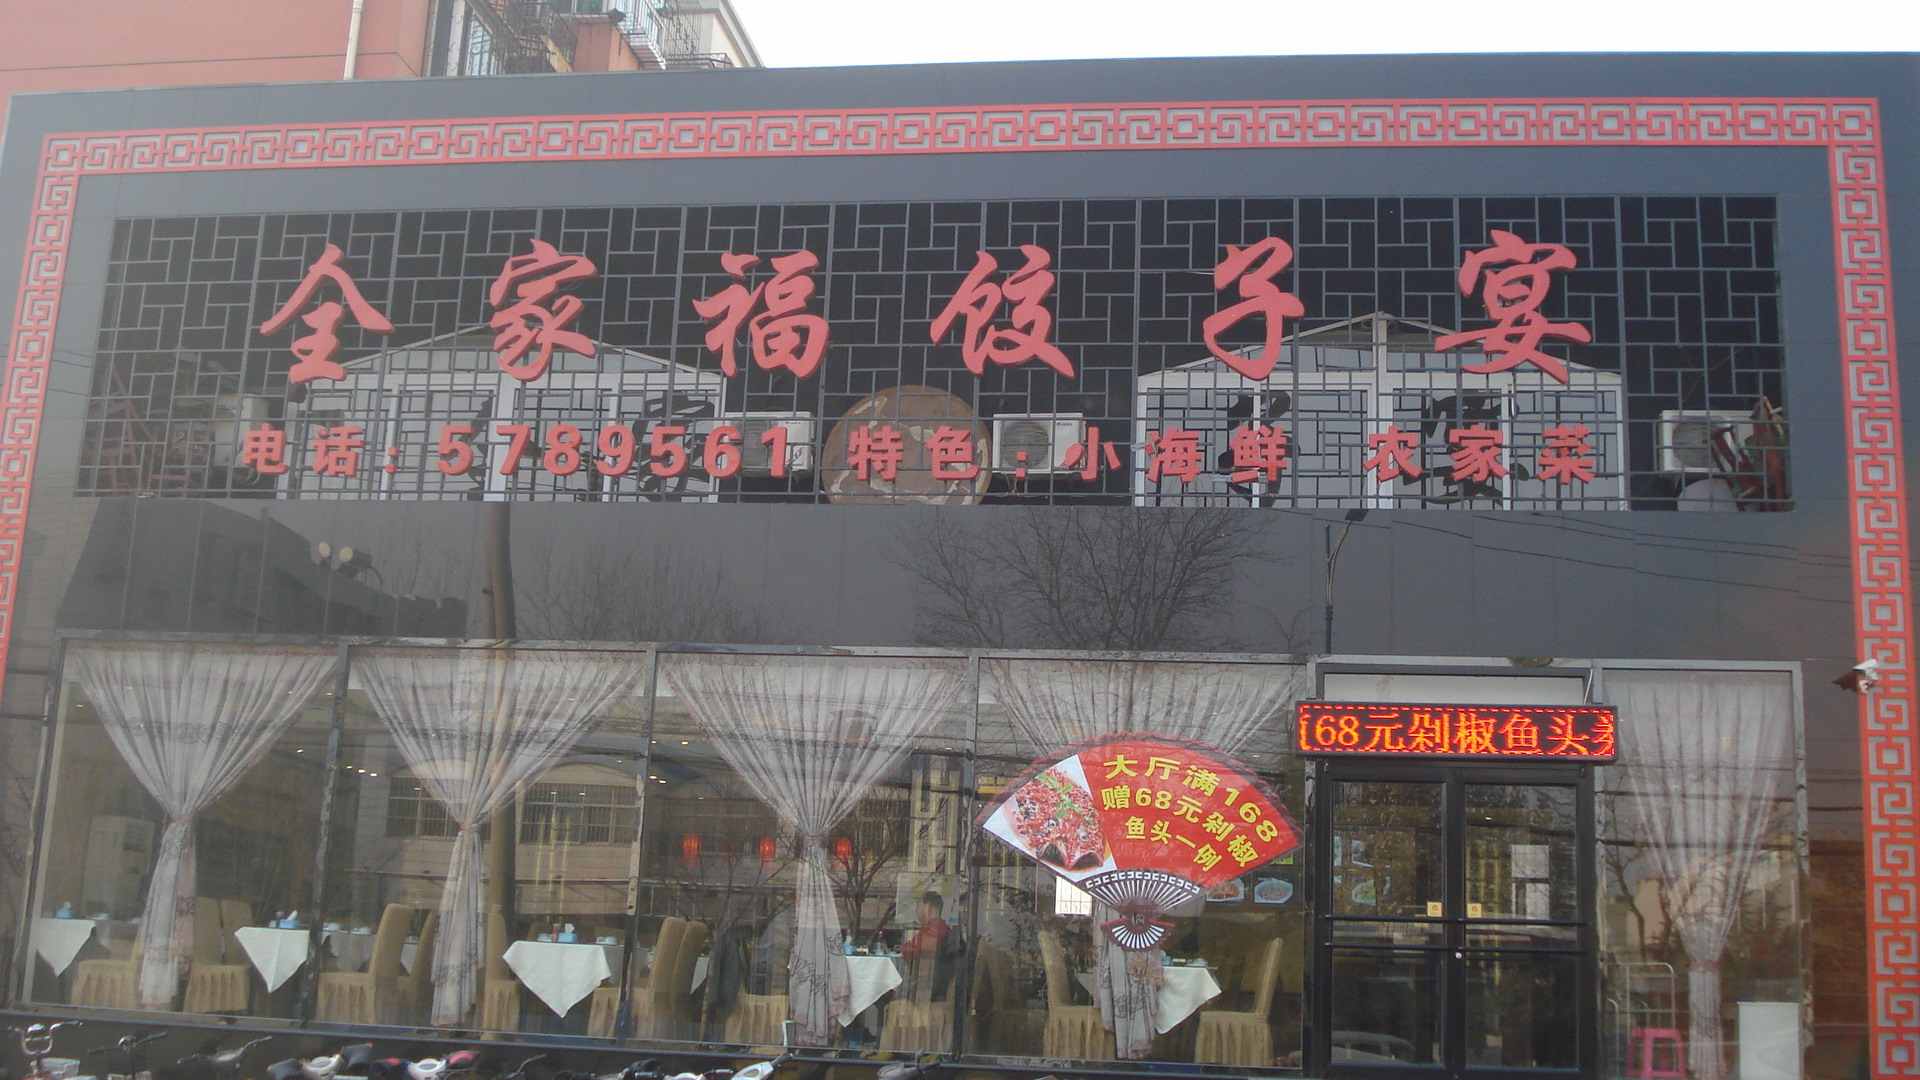 全家福饺子宴
电话：5789561 特色：小海鲜 农家菜
68元剁椒鱼头
大厅满168
赠68元剁椒
鱼头一例